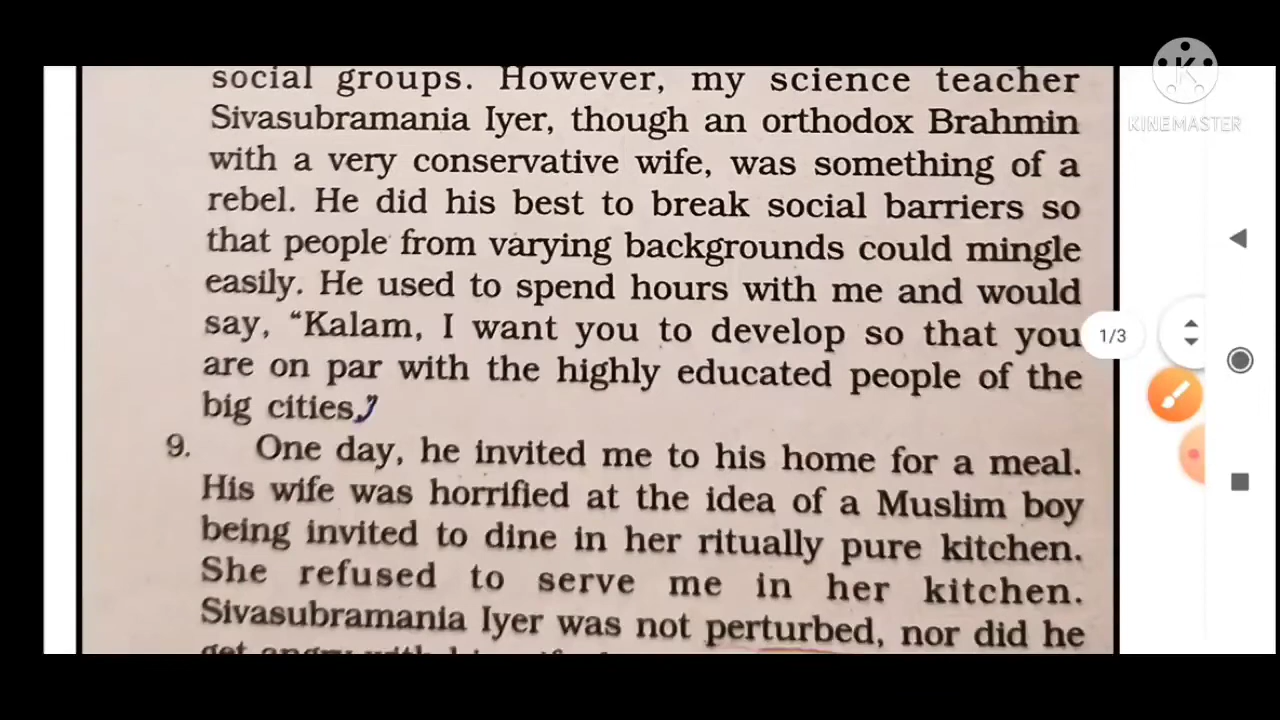 social groups. However, my science teacher
Sivasubramania Iyer, though an orthodox Brahmin
with a very conservative wife, was something of a
rebel. He did his best to break social barriers so
that people from varying backgrounds could mingle
easily. He used to spend hours with me and would
say, “Kalam, I want you to develop so that you
are on par with the highly educated people of the
big cities.”
9. One day, he invited me to his home for a meal.
His wife was horrified at the idea of a Muslim boy
being invited to dine in her ritually pure kitchen.
She refused to serve me in her kitchen.
Sivasubramania Iyer was not perturbed, nor did he
get angry with
K
KINEMASTER
1/3